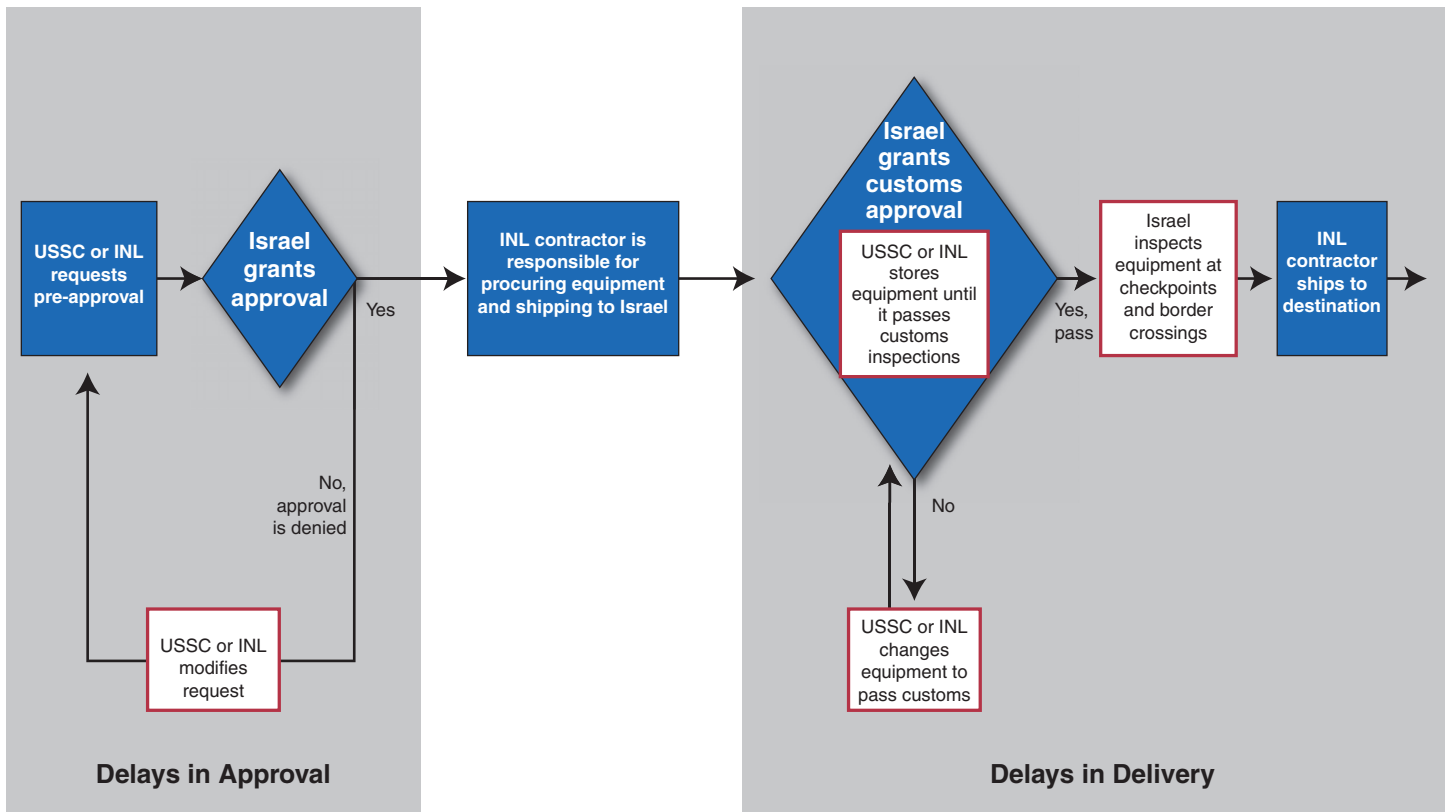 USSC or INL
requests
pre-approval
Israel
grants
approval
Yes
No,
approval
is denied
USSC or INL
modifies
request
Delays in Approval
INL contractor is
responsible for
procuring equipment
and shipping to Israel
Israel
grants
customs
approval
USSC or INL
stores
equipment until
it passes
customs
inspections
Yes,
pass
No
USSC or INL
changes
equipment to
pass customs
Israel
inspects
equipment at
checkpoints
and border
crossings
INL
contractor
ships to
destination
Delays in Delivery